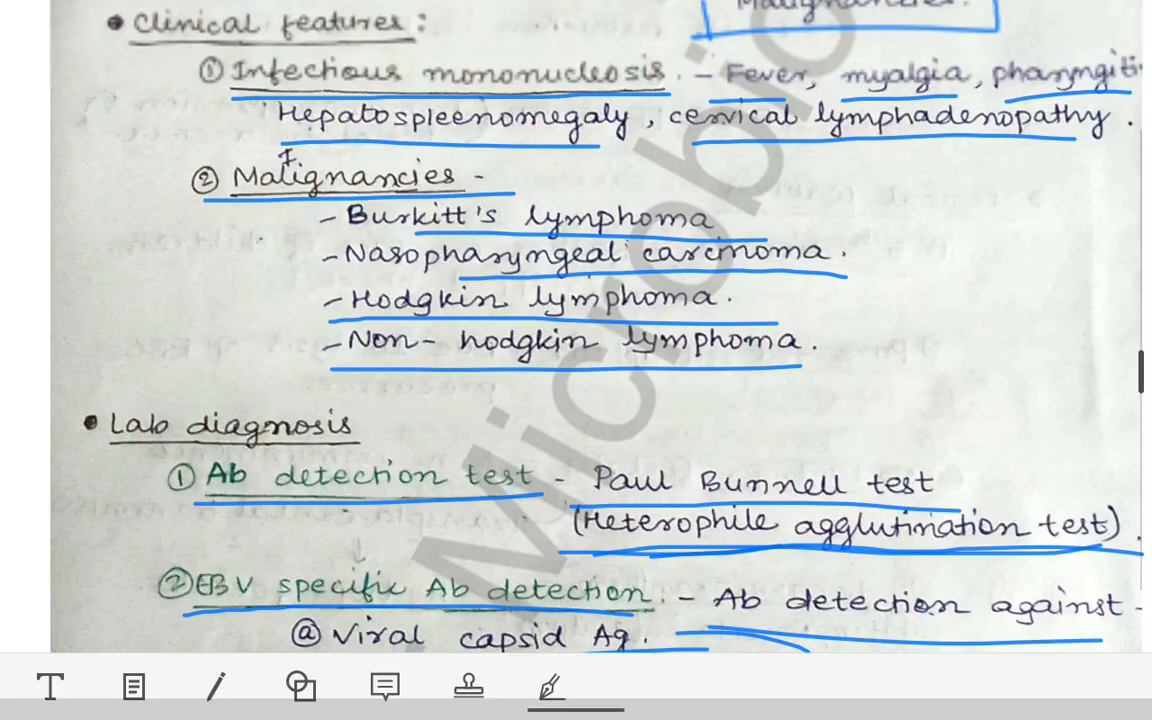 Malignancies.
• Clinical features:
① Infectious mononucleosis. - Fever, myalgia, pharyngiti
Hepatospleenomegaly, cervical lymphadenopathy.
② Malignancies -
- Burkitt's lymphoma
- Nasopharyngeal carcinoma.
- Hodgkin lymphoma.
- Non-hodgkin lymphoma.
• Lab diagnosis
① Ab detection test - Paul Bunnell test
(Heterophile agglutination test).
② EBV specific Ab detection. - Ab detection against -
ⓐ Viral capsid Ag.
Microbio
T